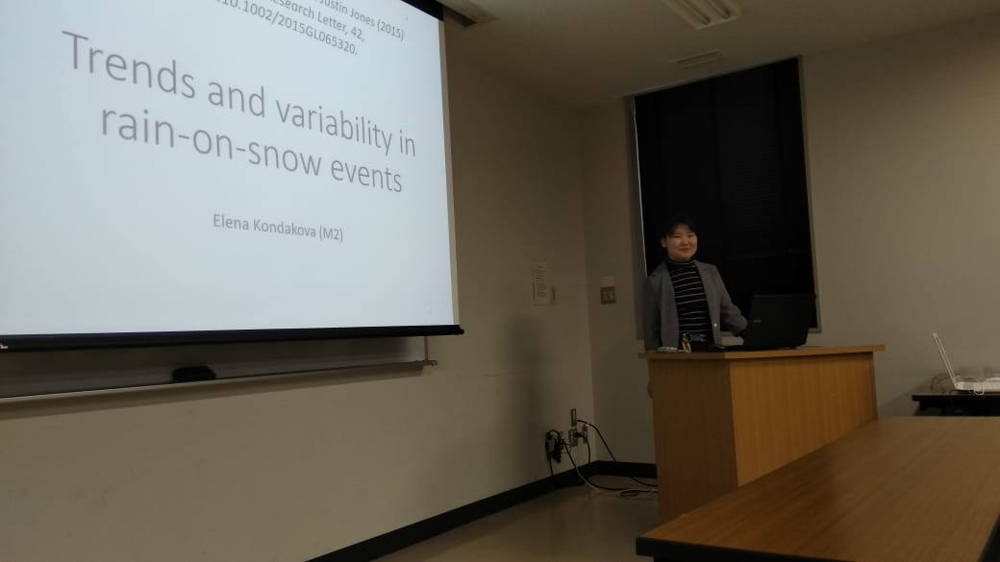 Justin Jones (2015)
Research Letter, 42,
10.1002/2015GL065320.
Trends and variability in
rain-on-snow events
Elena Kondakova (M2)